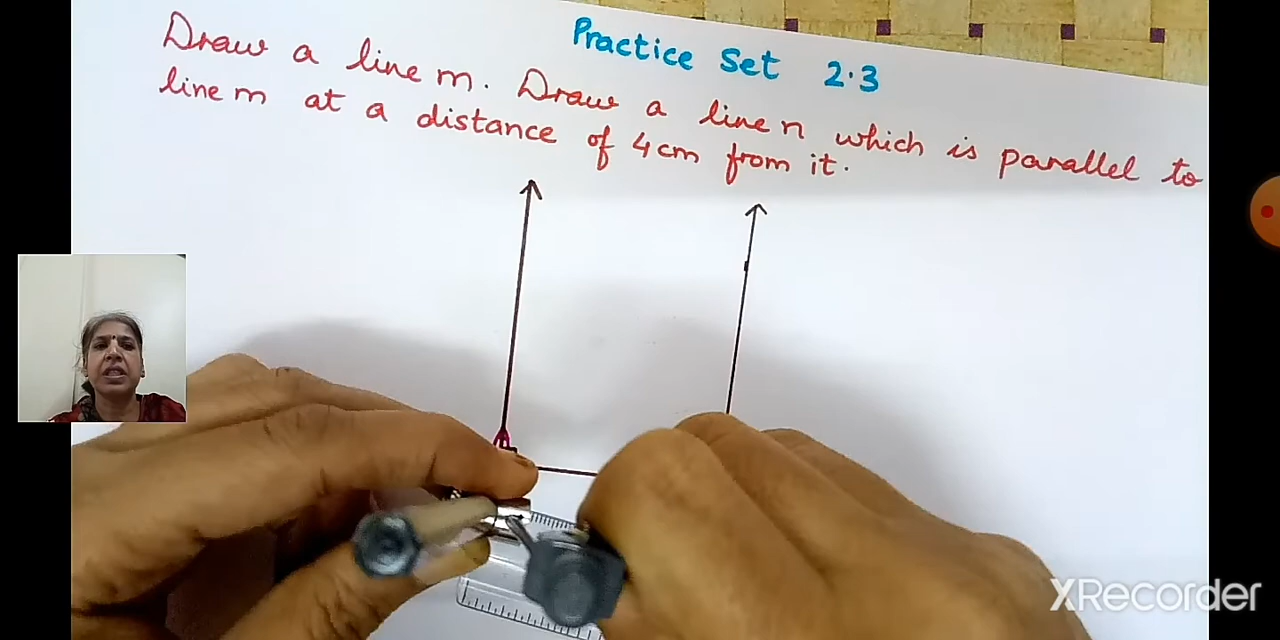 Practice Set 2.3
Draw a line m. Draw a line n which is parallel to
line m at a distance of 4cm from it.
XRecorder